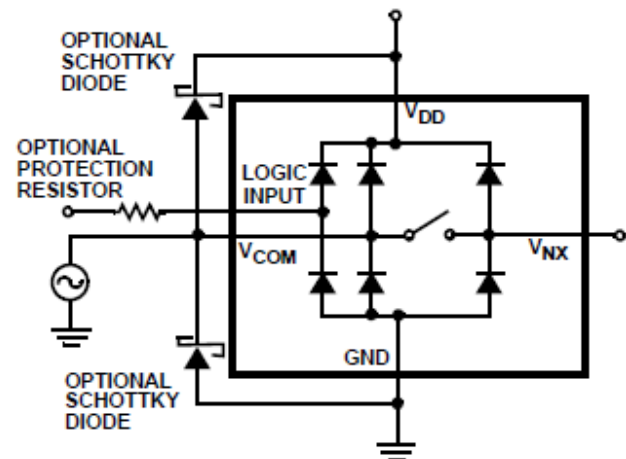 OPTIONAL
SCHOTTKY
DIODE
VDD
OPTIONAL
PROTECTION
RESISTOR
LOGIC
INPUT
VCOM
VNX
GND
OPTIONAL
SCHOTTKY
DIODE